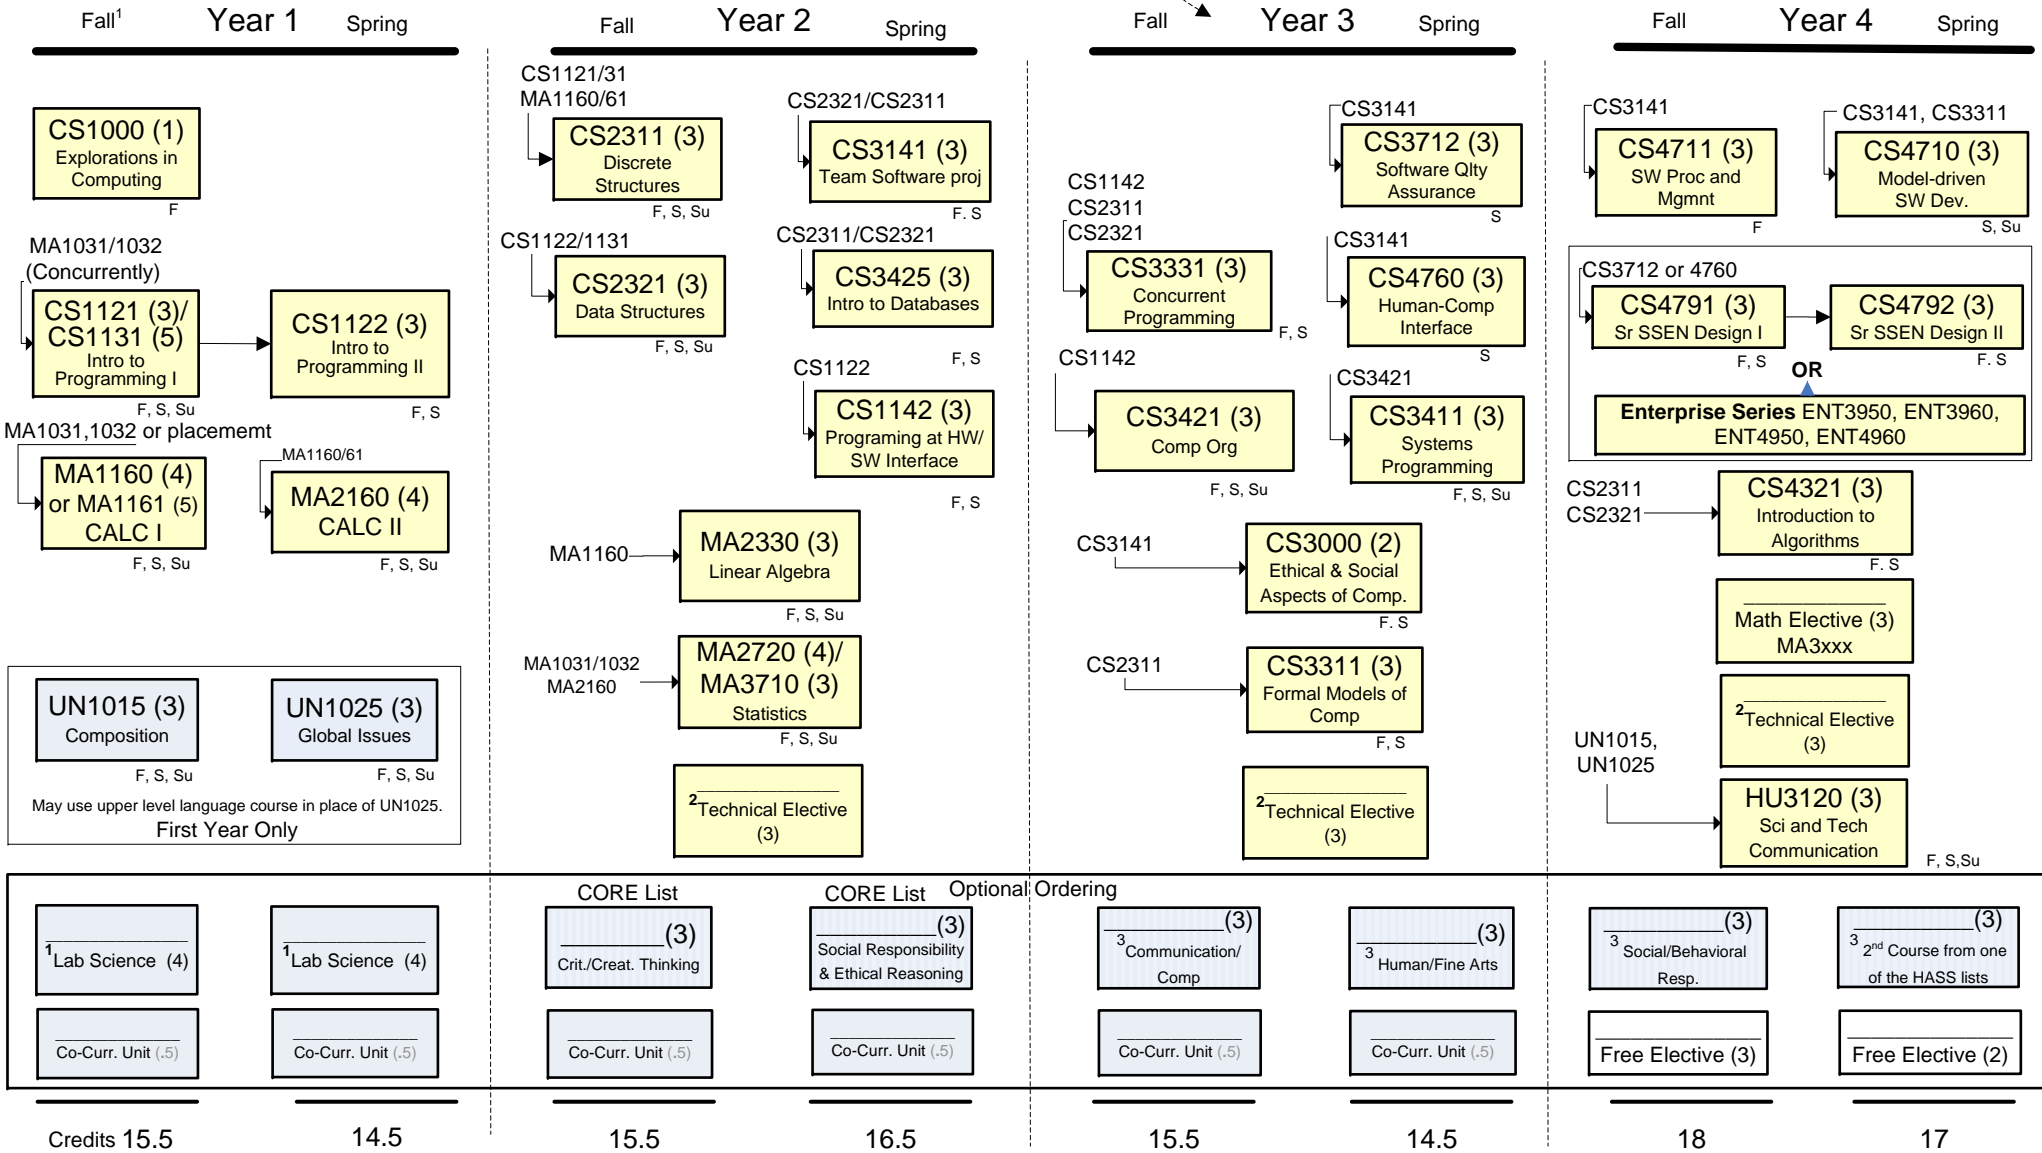 Fall1 Year 1 Spring
CS1000 (1)
Explorations in
Computing
F
MA1031/1032
(Concurrently)
CS1121 (3)/
CS1131 (5)
Intro to
Programming I
F, S, Su
CS1122 (3)
Intro to
Programming II
F, S
MA1031,1032 or placememt
MA1160 (4)
or MA1161 (5)
CALC I
F, S, Su
MA1160/61
MA2160 (4)
CALC II
F, S, Su
UN1015 (3)
Composition
F, S, Su
UN1025 (3)
Global Issues
F, S, Su
May use upper level language course in place of UN1025.
First Year Only
Fall Year 2 Spring
CS1121/31
MA1160/61
CS2311 (3)
Discrete
Structures
F, S, Su
CS2321/CS2311
CS3141 (3)
Team Software proj
F. S
CS1122/1131
CS2321 (3)
Data Structures
F, S, Su
CS2311/CS2321
CS3425 (3)
Intro to Databases
F, S
CS1122
CS1142 (3)
Programing at HW/
SW Interface
F, S
MA1160
MA2330 (3)
Linear Algebra
F, S, Su
MA1031/1032
MA2160
MA2720 (4)/
MA3710 (3)
Statistics
F, S, Su
2Technical Elective
(3)
Fall Year 3 Spring
CS3141
CS3712 (3)
Software Qlty
Assurance
S
CS1142
CS2311
CS2321
CS3331 (3)
Concurrent
Programming
F, S
CS3141
CS4760 (3)
Human-Comp
Interface
S
CS1142
CS3421 (3)
Comp Org
F, S, Su
CS3421
CS3411 (3)
Systems
Programming
F, S, Su
CS3141
CS3000 (2)
Ethical & Social
Aspects of Comp.
F. S
CS2311
CS3311 (3)
Formal Models of
Comp
F, S
2Technical Elective
(3)
Fall Year 4 Spring
CS3141
CS4711 (3)
SW Proc and
Mgmnt
F
CS3141, CS3311
CS4710 (3)
Model-driven
SW Dev.
S, Su
CS3712 or 4760
CS4791 (3)
Sr SSEN Design I
F, S
CS4792 (3)
Sr SSEN Design II
F. S
OR
Enterprise Series ENT3950, ENT3960,
ENT4950, ENT4960
CS2311
CS2321
CS4321 (3)
Introduction to
Algorithms
F. S
Math Elective (3)
MA3xxx
2Technical Elective
(3)
UN1015,
UN1025
HU3120 (3)
Sci and Tech
Communication
F, S,Su
Optional Ordering
1Lab Science (4)
1Lab Science (4)
CORE List
(3)
Crit./Creat. Thinking
CORE List
(3)
Social Responsibility
& Ethical Reasoning
(3)
3Communication/
Comp
(3)
3 Human/Fine Arts
(3)
3 Social/Behavioral
Resp.
(3)
3 2nd Course from one
of the HASS lists
Co-Curr. Unit (.5)
Co-Curr. Unit (.5)
Co-Curr. Unit (.5)
Co-Curr. Unit (.5)
Co-Curr. Unit (.5)
Co-Curr. Unit (.5)
Free Elective (3)
Free Elective (2)
Credits 15.5 14.5 15.5 16.5 15.5 14.5 18 17